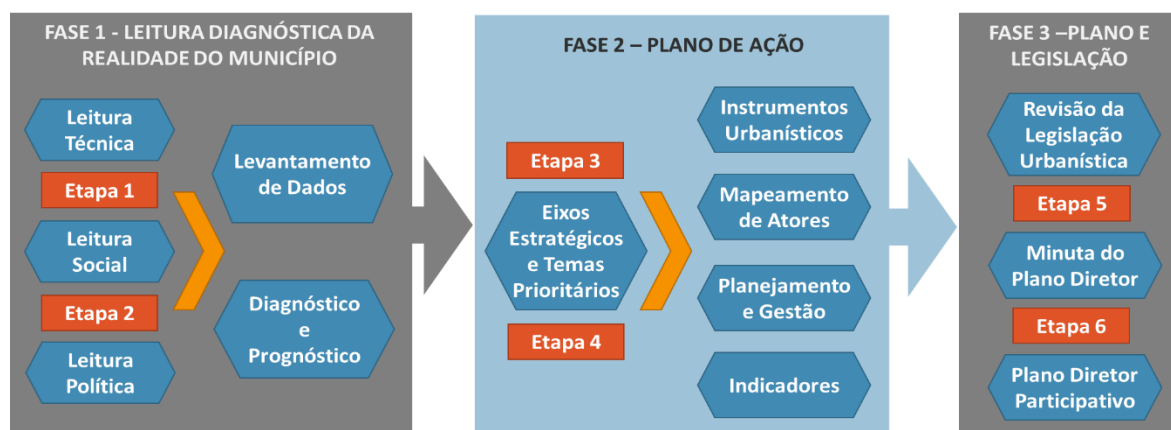 FASE 1 - LEITURA DIAGNÓSTICA DA
REALIDADE DO MUNICÍPIO
Leitura
Técnica
Etapa 1
Leitura
Social
Etapa 2
Leitura
Política
Levantamento
de Dados
Diagnóstico
e
Prognóstico
FASE 2 – PLANO DE AÇÃO
Etapa 3
Eixos
Estratégicos
e Temas
Prioritários
Etapa 4
Instrumentos
Urbanísticos
Mapeamento
de Atores
Planejamento
e Gestão
Indicadores
FASE 3 –PLANO E
LEGISLAÇÃO
Revisão da
Legislação
Urbanística
Etapa 5
Minuta do
Plano Diretor
Etapa 6
Plano Diretor
Participativo